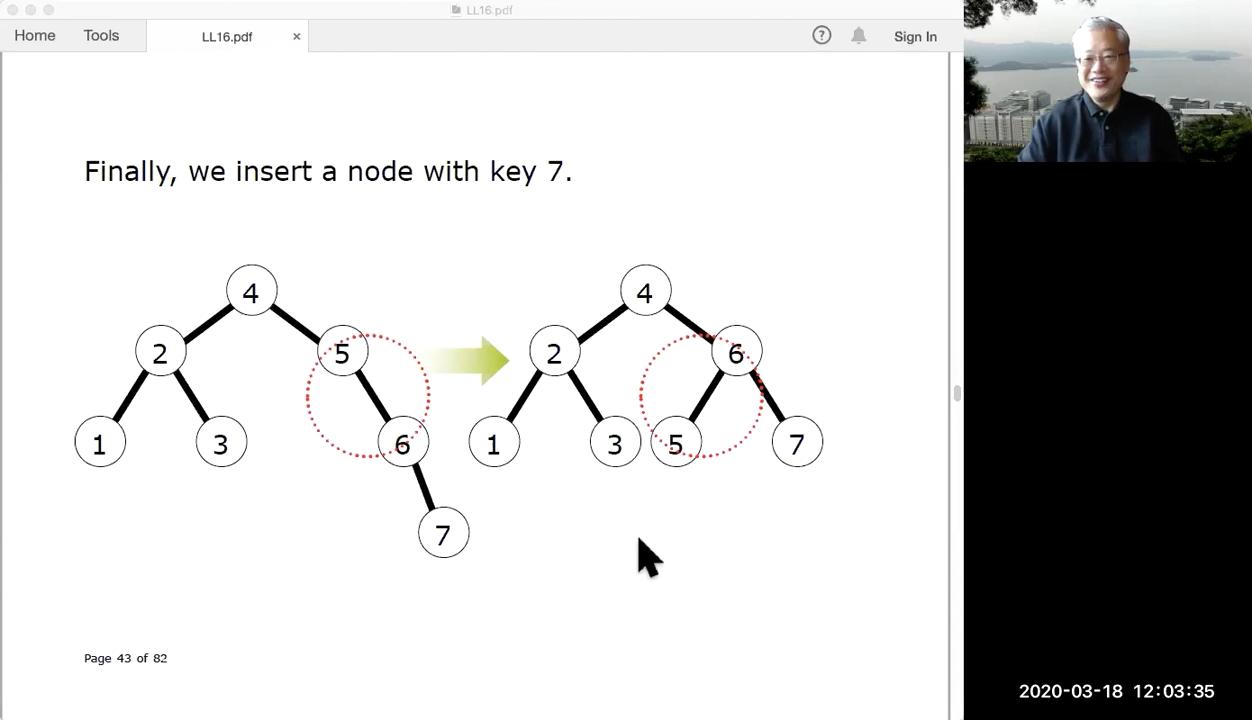 LL16.pdf
Home Tools LL16.pdf × ? Sign In
Finally, we insert a node with key 7.
4 4
2 5 2 6
1 3 6 1 3 5 7
7
Page 43 of 82
2020-03-18 12:03:35